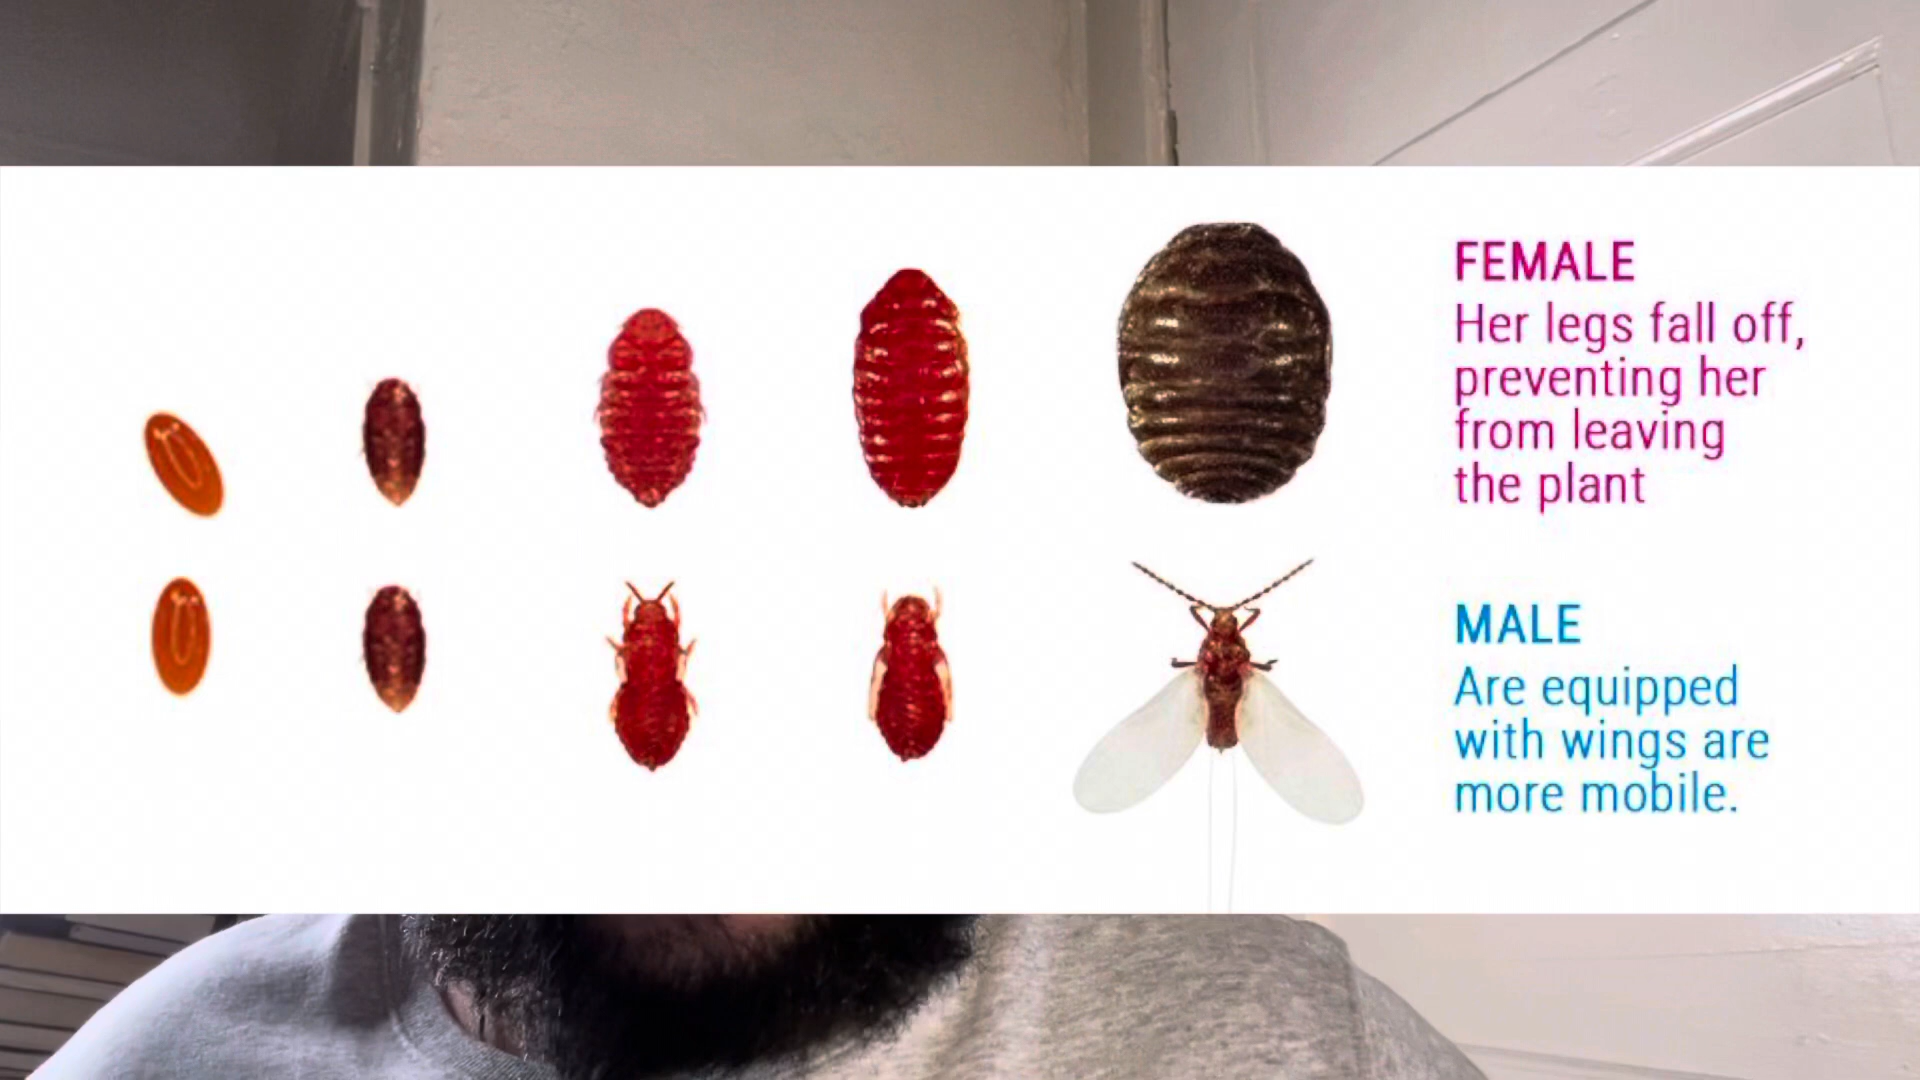 FEMALE
Her legs fall off,
preventing her
from leaving
the plant
MALE
Are equipped
with wings are
more mobile.